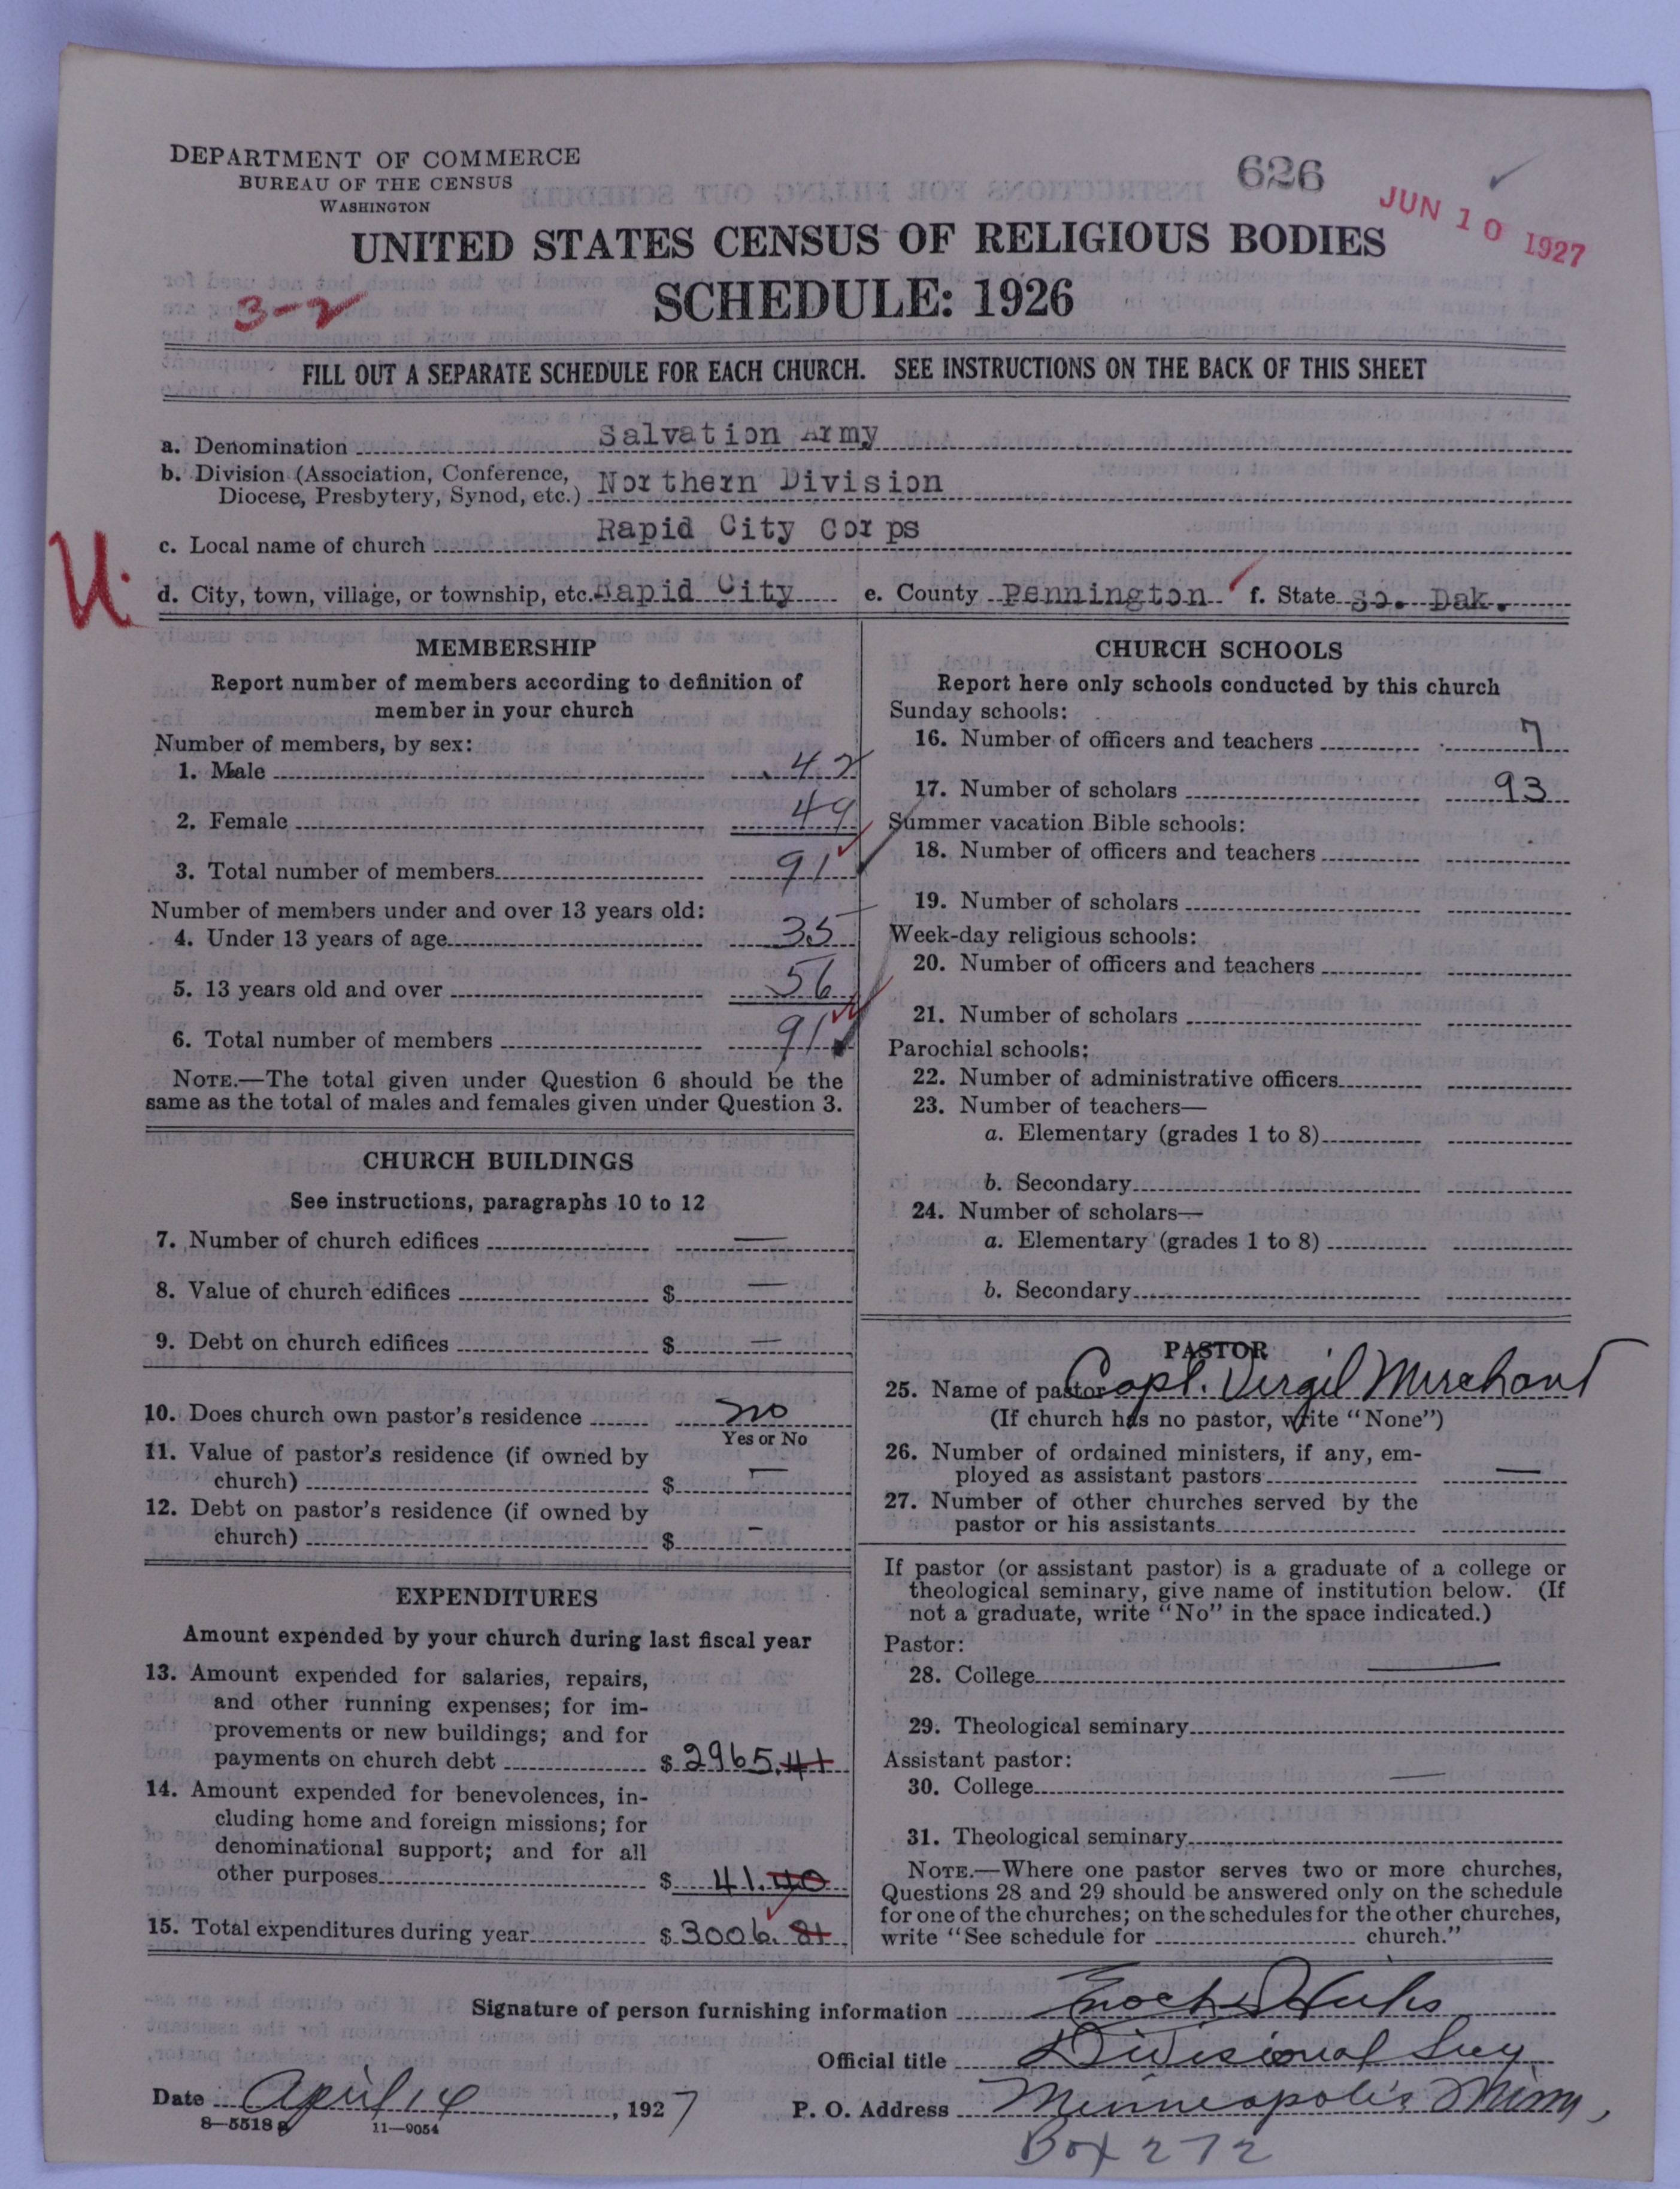 DEPARTMENT OF COMMERCE
BUREAU OF THE CENSUS
WASHINGTON
626
JUN 10 1927
UNITED STATES CENSUS OF RELIGIOUS BODIES
SCHEDULE: 1926
3-2
FILL OUT A SEPARATE SCHEDULE FOR EACH CHURCH. SEE INSTRUCTIONS ON THE BACK OF THIS SHEET
a. Denomination Salvation Army
b. Division (Association, Conference,
Diocese, Presbytery, Synod, etc.) Northern Division
c. Local name of church Rapid City Corps
U.
d. City, town, village, or township, etc. Rapid City e. County Pennington f. State So. Dak.
MEMBERSHIP
Report number of members according to definition of
member in your church
Number of members, by sex:
1. Male 42
2. Female 49
3. Total number of members 91
Number of members under and over 13 years old:
4. Under 13 years of age 35
5. 13 years old and over 56
6. Total number of members 91
NOTE.—The total given under Question 6 should be the
same as the total of males and females given under Question 3.
CHURCH BUILDINGS
See instructions, paragraphs 10 to 12
7. Number of church edifices —
8. Value of church edifices $ —
9. Debt on church edifices $ —
10. Does church own pastor's residence no
Yes or No
11. Value of pastor's residence (if owned by
church) $ —
12. Debt on pastor's residence (if owned by
church) $ —
EXPENDITURES
Amount expended by your church during last fiscal year
13. Amount expended for salaries, repairs,
and other running expenses; for im-
provements or new buildings; and for
payments on church debt $ 2965.41
14. Amount expended for benevolences, in-
cluding home and foreign missions; for
denominational support; and for all
other purposes $ 41.40
15. Total expenditures during year $ 3006.81
CHURCH SCHOOLS
Report here only schools conducted by this church
Sunday schools:
16. Number of officers and teachers 7
17. Number of scholars 93
Summer vacation Bible schools:
18. Number of officers and teachers
19. Number of scholars
Week-day religious schools:
20. Number of officers and teachers
21. Number of scholars
Parochial schools:
22. Number of administrative officers
23. Number of teachers—
a. Elementary (grades 1 to 8)
b. Secondary
24. Number of scholars—
a. Elementary (grades 1 to 8)
b. Secondary
PASTOR
25. Name of pastor Capt. Virgil Merchant
(If church has no pastor, write "None")
26. Number of ordained ministers, if any, em-
ployed as assistant pastors —
27. Number of other churches served by the
pastor or his assistants
If pastor (or assistant pastor) is a graduate of a college or
theological seminary, give name of institution below. (If
not a graduate, write "No" in the space indicated.)
Pastor:
28. College —
29. Theological seminary
Assistant pastor:
30. College —
31. Theological seminary
NOTE.—Where one pastor serves two or more churches,
Questions 28 and 29 should be answered only on the schedule
for one of the churches; on the schedules for the other churches,
write "See schedule for church."
Signature of person furnishing information Enoch
Official title Divisional Secy
Date April 14, 1927 P. O. Address Minneapolis Minn,
8—5518a 11—9054
Box 272